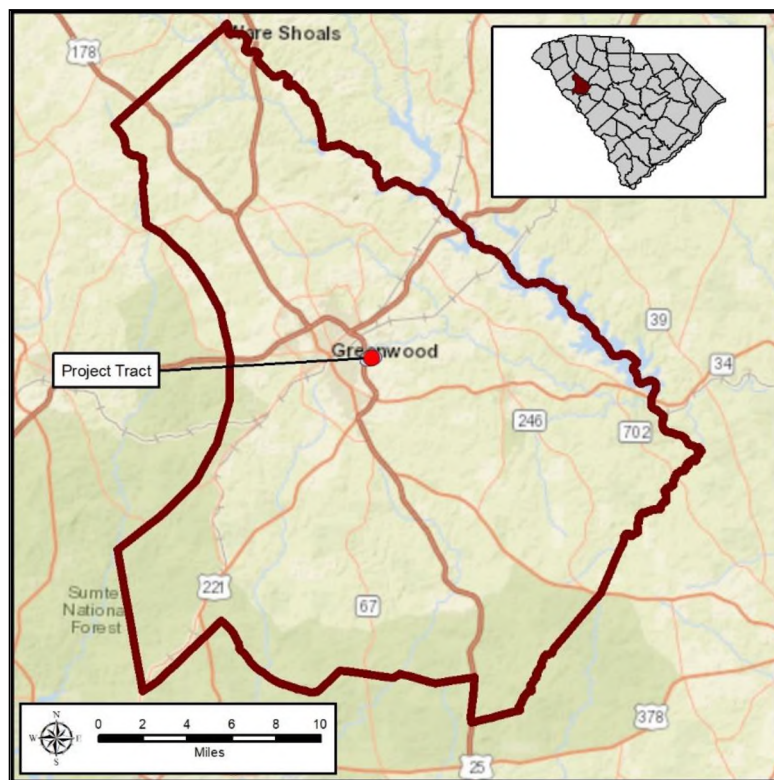 Ware Shoals
178
Greenwood
Project Tract
39
34
246
702
221
Sumte
National
Forest
67
378
25
N
W E
S
0 2 4 6 8 10
Miles